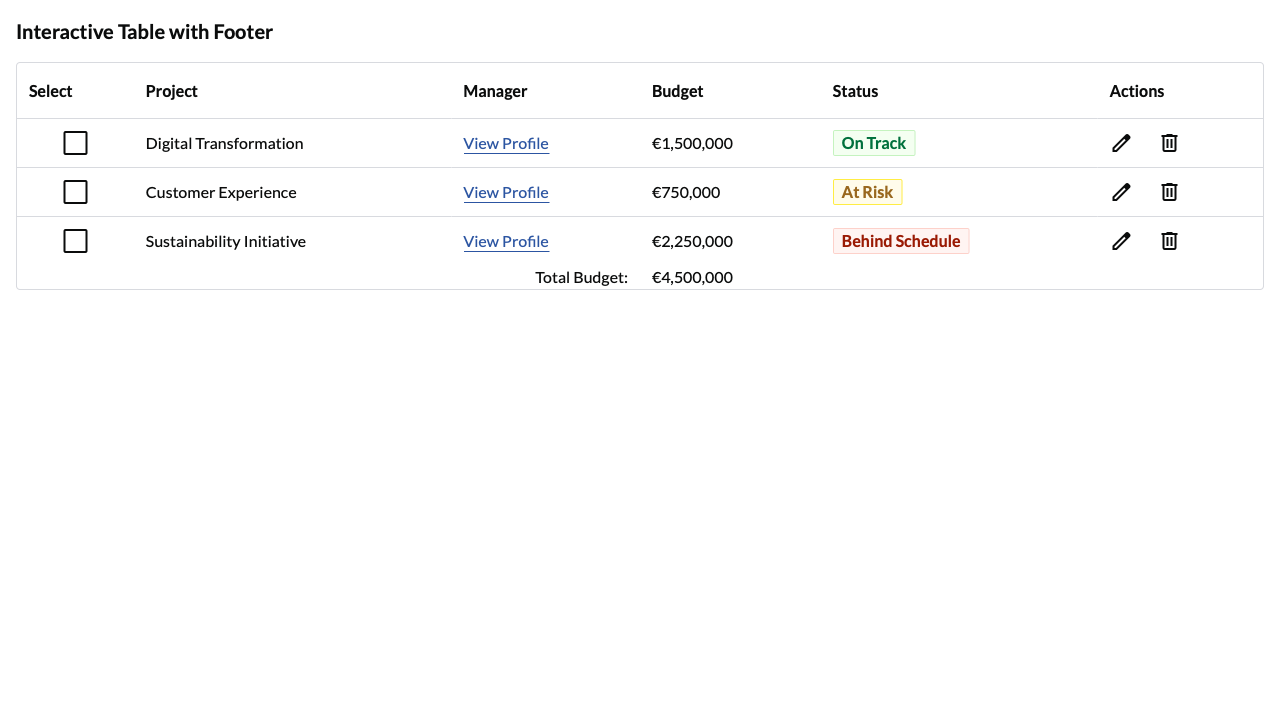 Interactive Table with Footer
Select Project Manager Budget Status Actions
Digital Transformation View Profile €1,500,000 On Track
Customer Experience View Profile €750,000 At Risk
Sustainability Initiative View Profile €2,250,000 Behind Schedule
Total Budget: €4,500,000